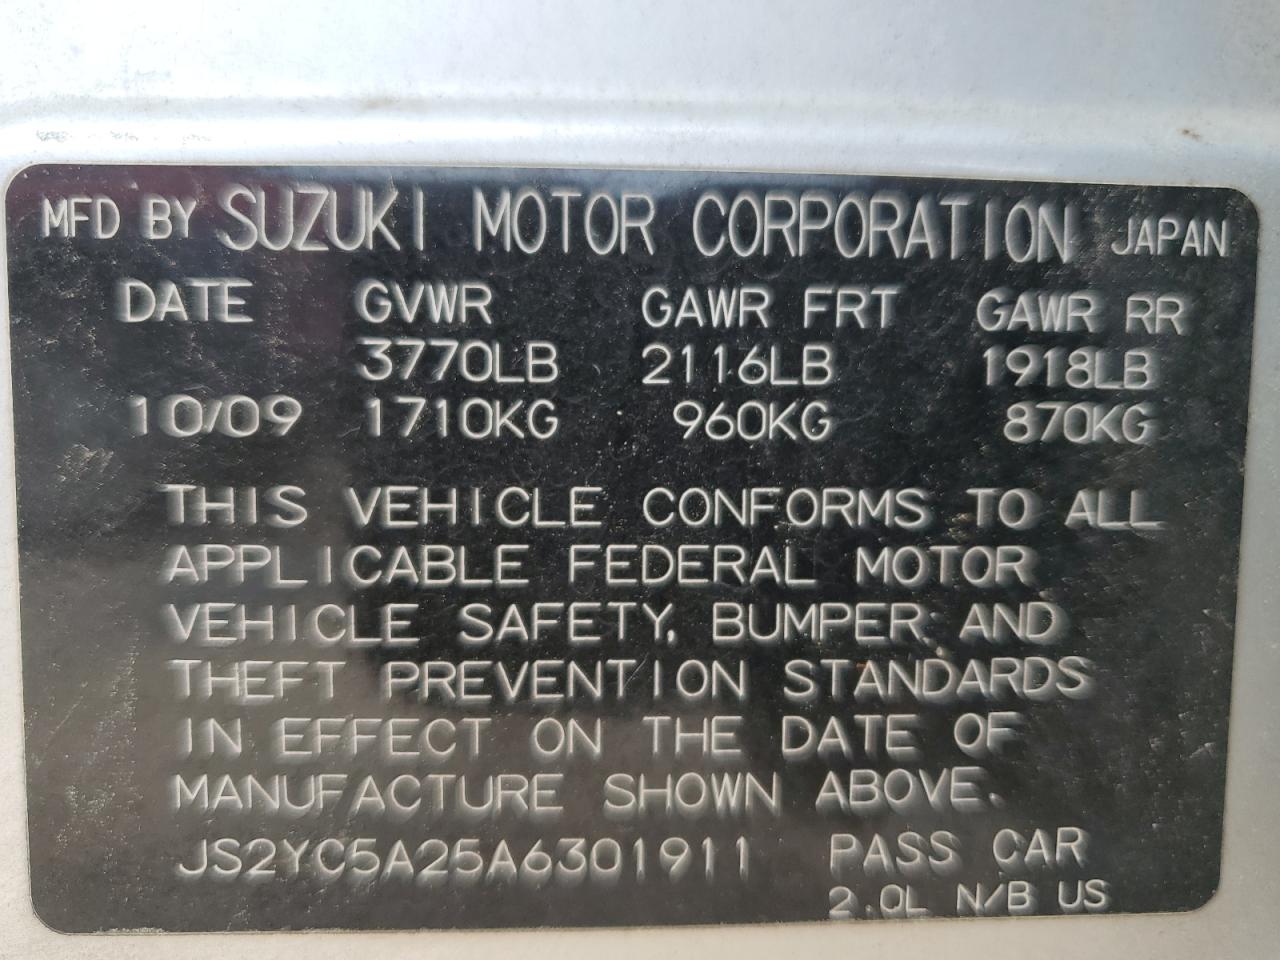 MFD BY SUZUKI MOTOR CORPORATION JAPAN
DATE GVWR GAWR FRT GAWR RR
3770LB 2116LB 1918LB
10/09 1710KG 960KG 870KG
THIS VEHICLE CONFORMS TO ALL
APPLICABLE FEDERAL MOTOR
VEHICLE SAFETY, BUMPER, AND
THEFT PREVENTION STANDARDS
IN EFFECT ON THE DATE OF
MANUFACTURE SHOWN ABOVE.
JS2YC5A25A6301911 PASS CAR
2.0L N/B US